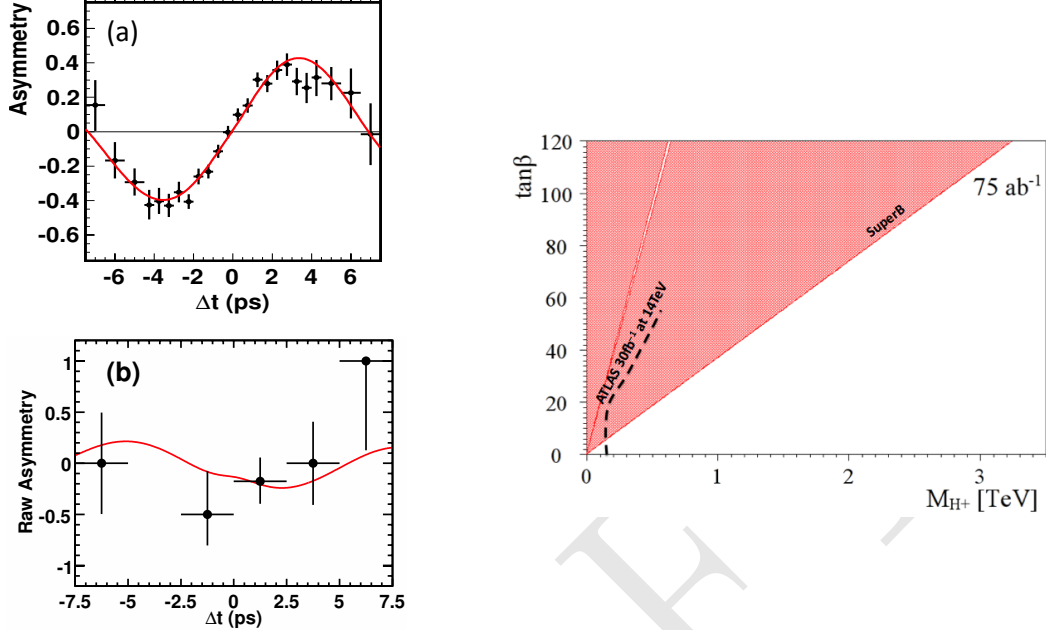 (a)
Asymmetry
0.6
0.4
0.2
0
-0.2
-0.4
-0.6
-6 -4 -2 0 2 4 6
Δt (ps)
(b)
Raw Asymmetry
1
0.5
0
-0.5
-1
-7.5 -5 -2.5 0 2.5 5 7.5
Δt (ps)
tanβ
120
100
80
60
40
20
0
75 ab⁻¹
SuperB
ATLAS 30fb⁻¹ at 14TeV
0 1 2 3
M_H+ [TeV]